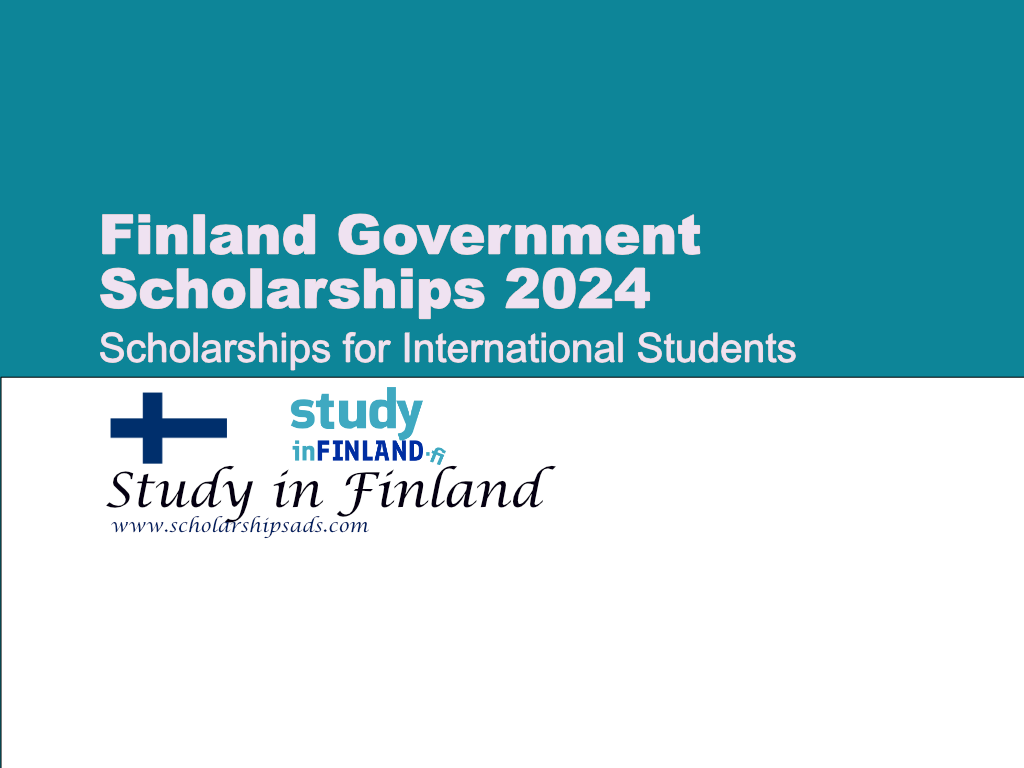 Finland Government
Scholarships 2024
Scholarships for International Students
study
inFINLAND.fi
Study in Finland
www.scholarshipsads.com